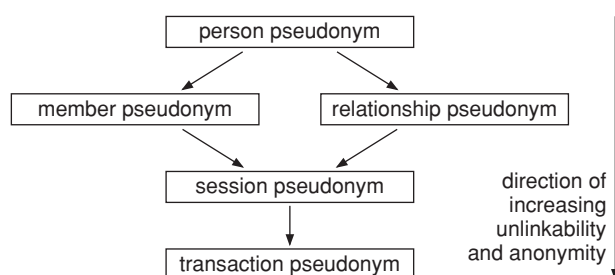 person pseudonym
member pseudonym
relationship pseudonym
session pseudonym
transaction pseudonym
direction of
increasing
unlinkability
and anonymity